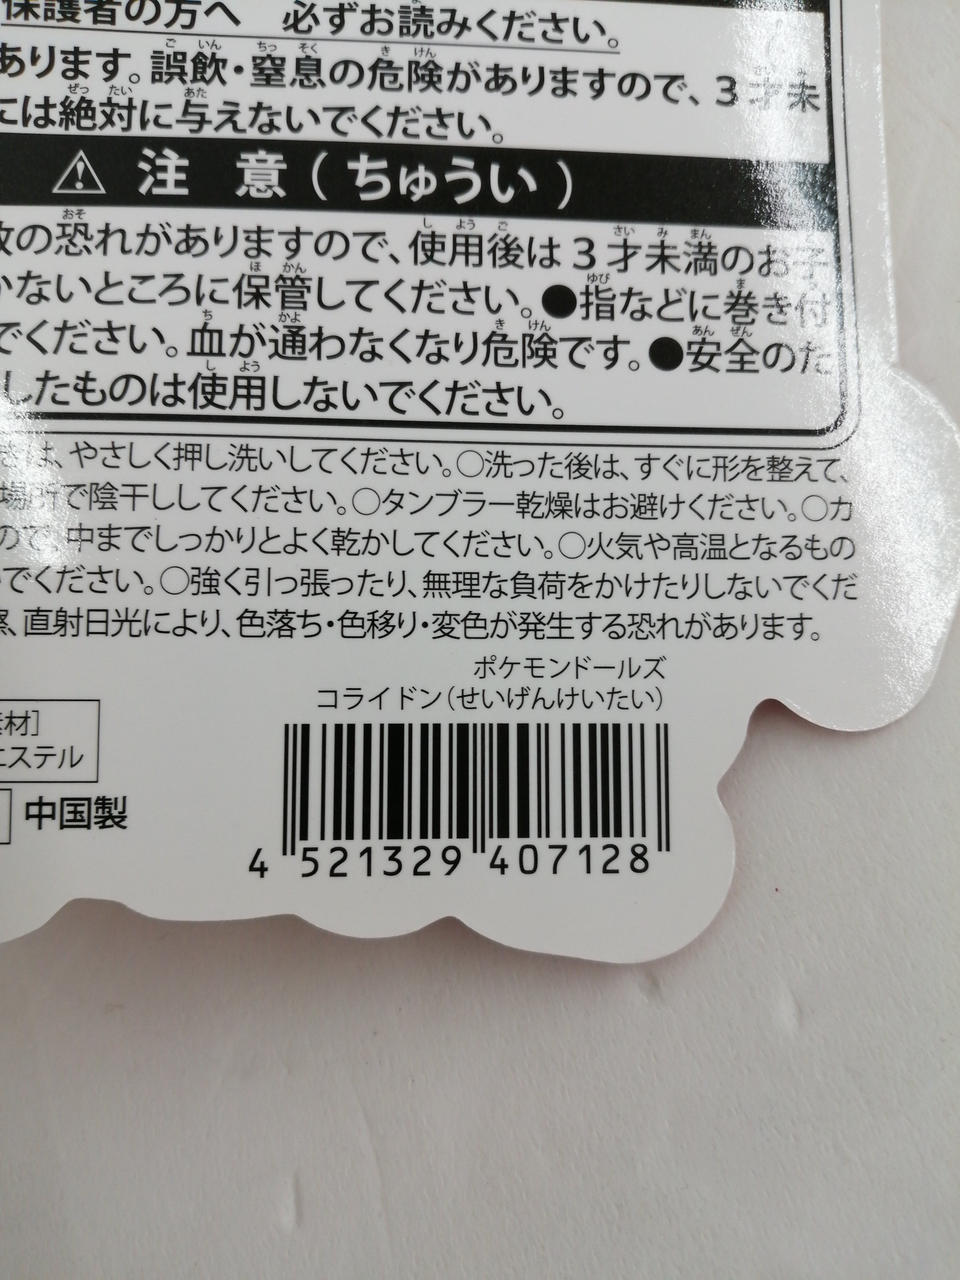 保護者の方へ 必ずお読みください。
あります。誤飲・窒息の危険がありますので、3才未
には絶対に与えないでください。
注 意（ちゅうい）
の恐れがありますので、使用後は3才未満のお子
かないところに保管してください。●指などに巻き付
でください。血が通わなくなり危険です。●安全のた
したものは使用しないでください。
は、やさしく押し洗いしてください。○洗った後は、すぐに形を整えて、
場所で陰干ししてください。○タンブラー乾燥はお避けください。○カ
ので、中までしっかりとよく乾かしてください。○火気や高温となるもの
でください。○強く引っ張ったり、無理な負荷をかけたりしないでくだ
、直射日光により、色落ち・色移り・変色が発生する恐れがあります。
ポケモンドールズ
コライドン（せいげんけいたい）
素材］
エステル
中国製
4 521329 407128